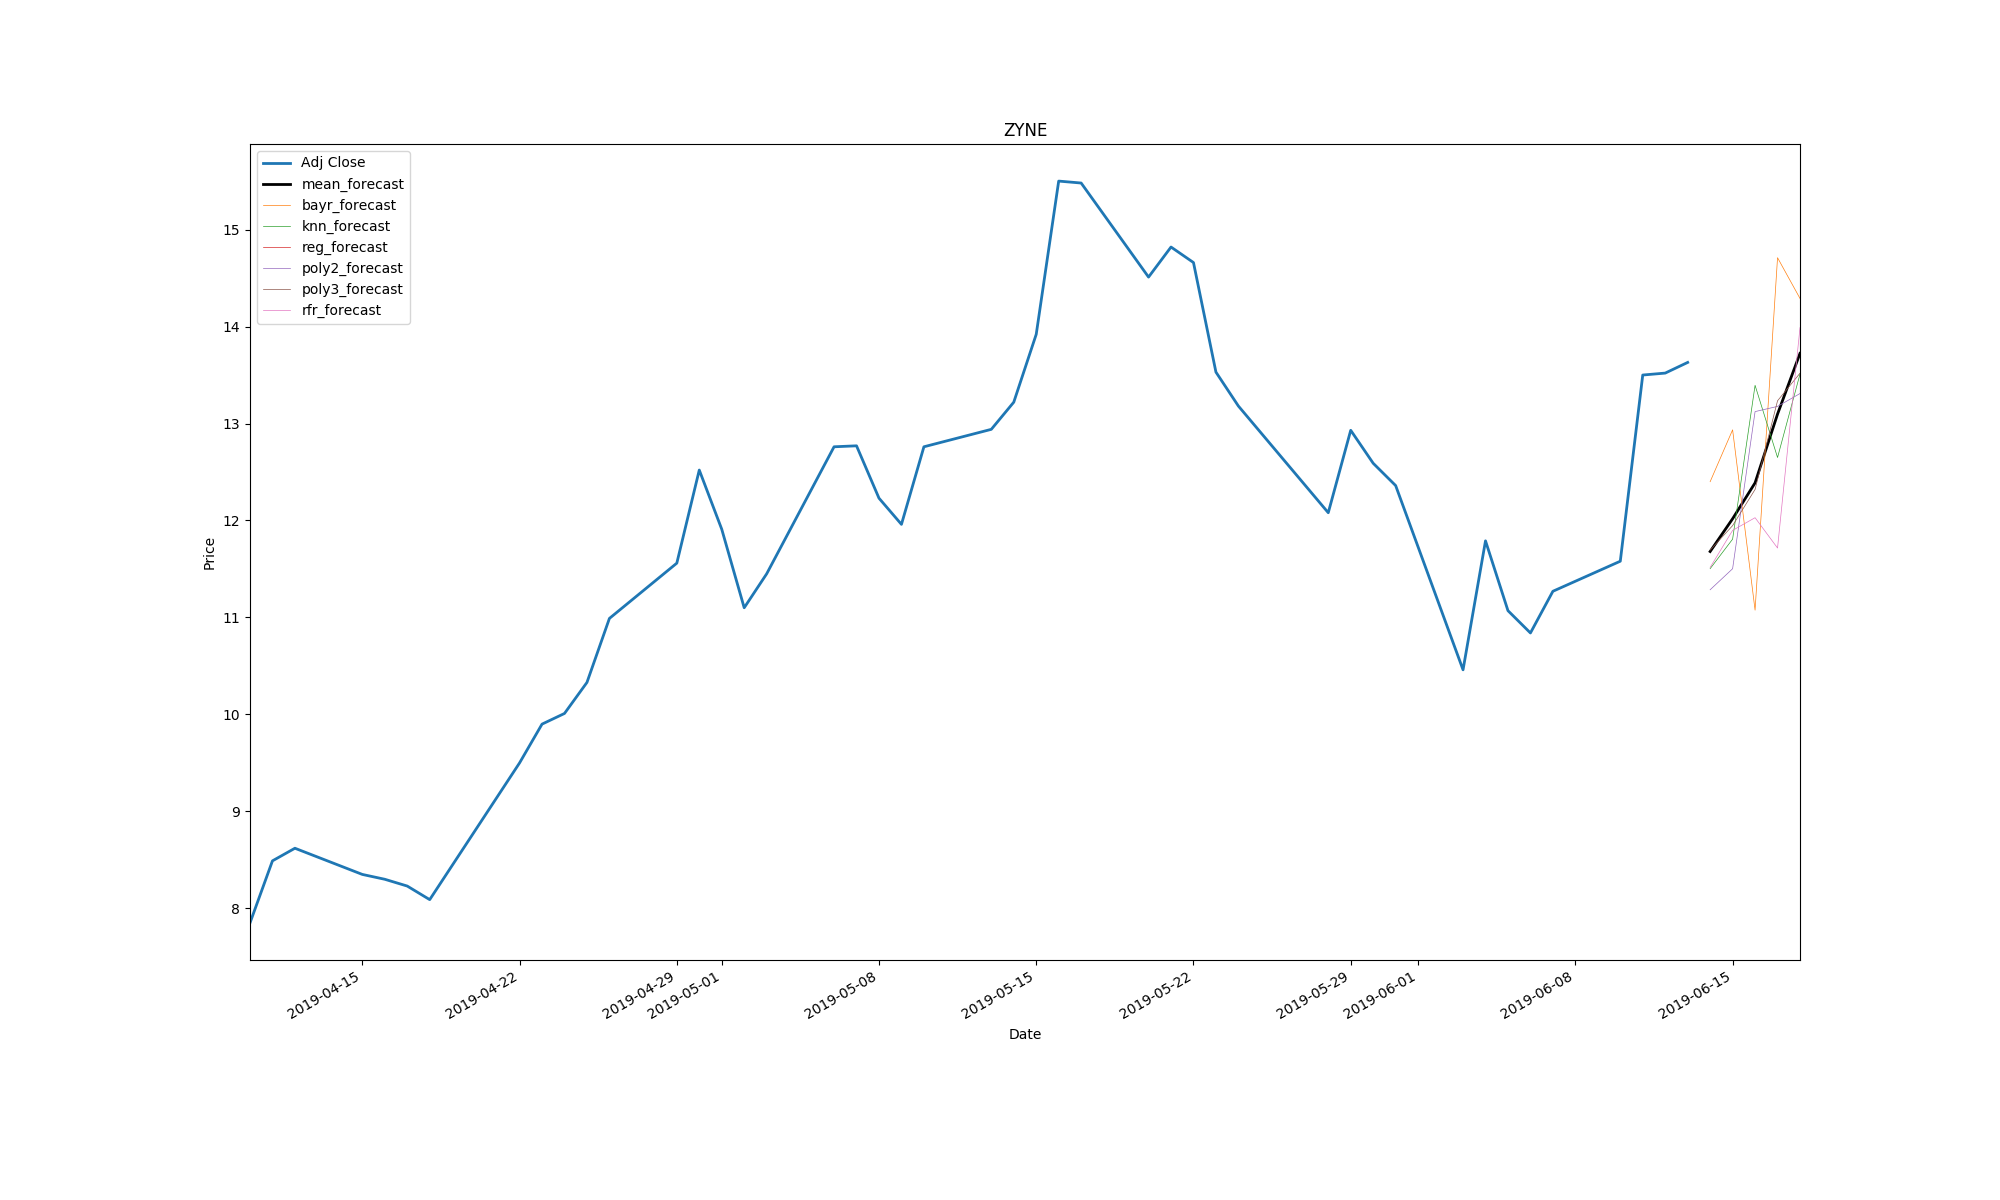 ZYNE
Adj Close
mean_forecast
bayr_forecast
knn_forecast
reg_forecast
poly2_forecast
poly3_forecast
rfr_forecast
Price
15
14
13
12
11
10
9
8
2019-04-15
2019-04-22
2019-04-29
2019-05-01
2019-05-08
2019-05-15
2019-05-22
2019-05-29
2019-06-01
2019-06-08
2019-06-15
Date